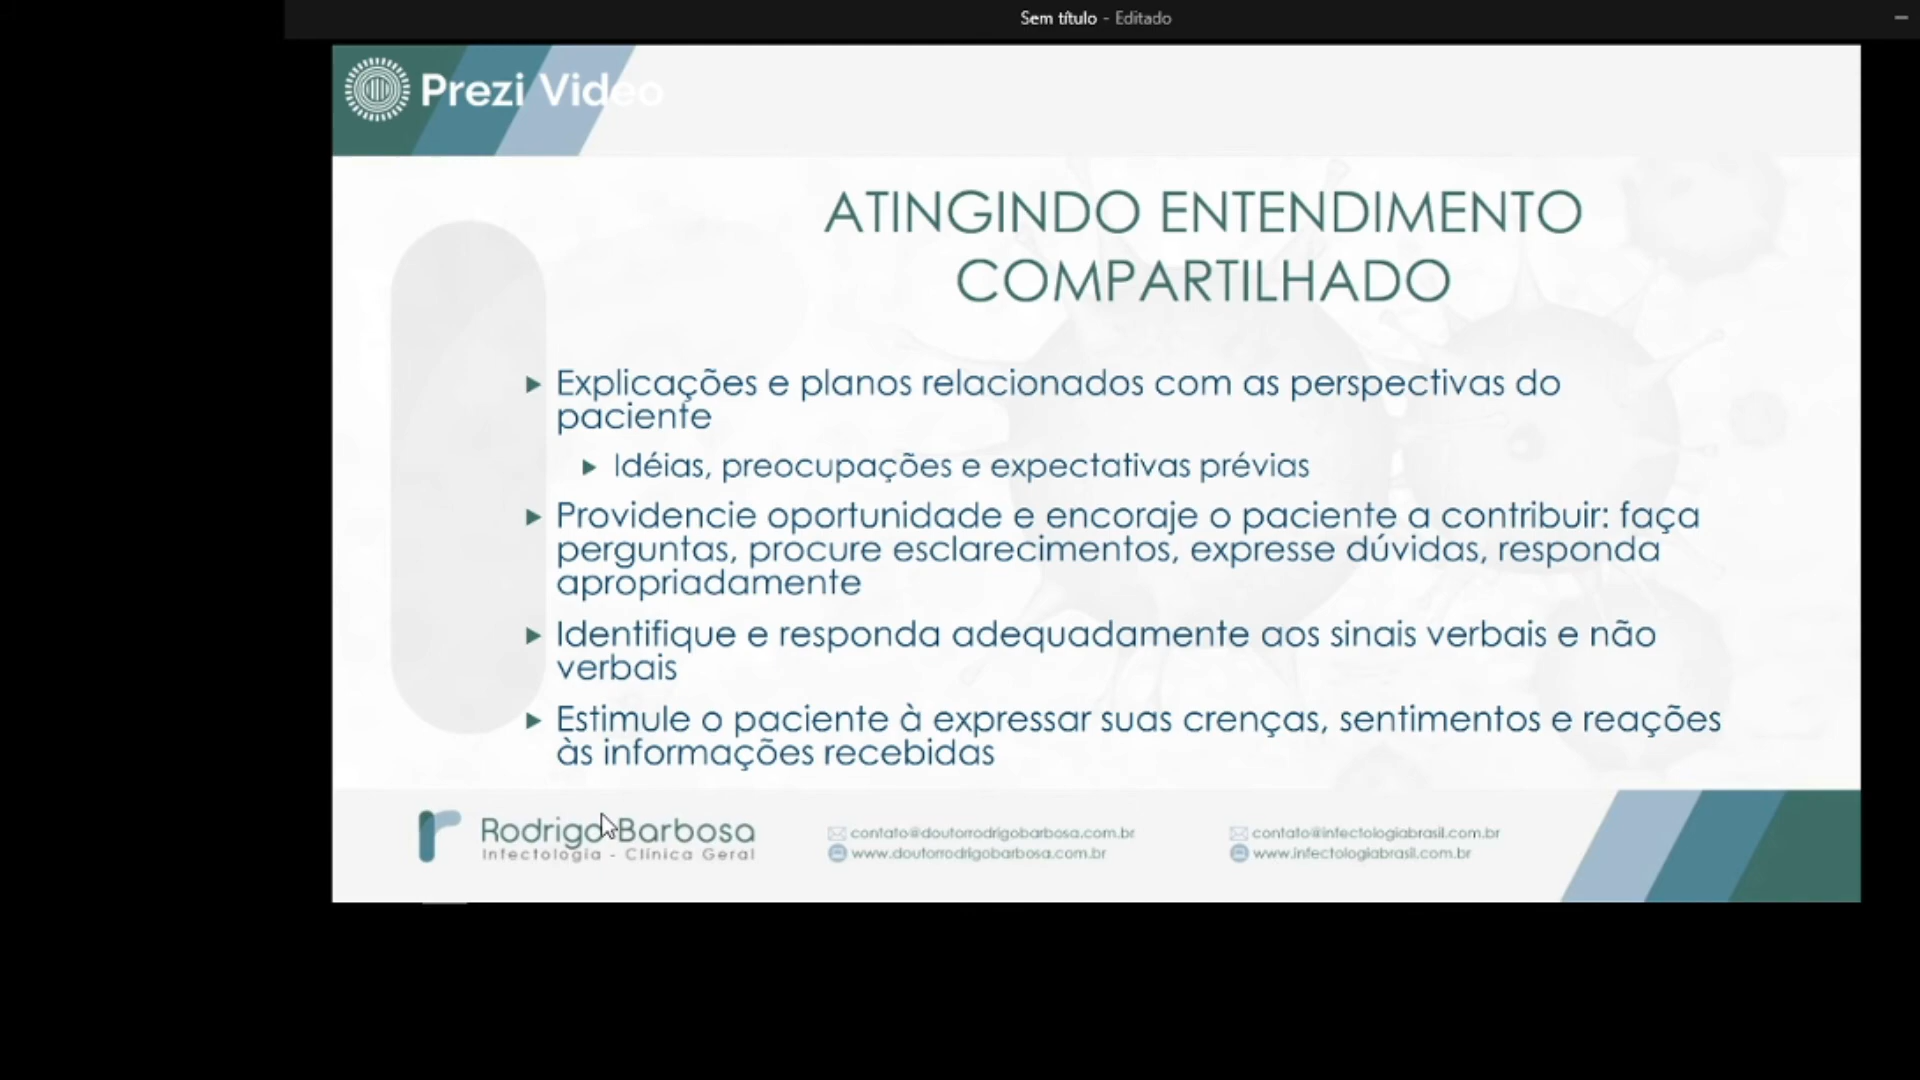 Sem título - Editado
Prezi Video
ATINGINDO ENTENDIMENTO
COMPARTILHADO
Explicações e planos relacionados com as perspectivas do
paciente
Idéias, preocupações e expectativas prévias
Providencie oportunidade e encoraje o paciente a contribuir: faça
perguntas, procure esclarecimentos, expresse dúvidas, responda
apropriadamente
Identifique e responda adequadamente aos sinais verbais e não
verbais
Estimule o paciente à expressar suas crenças, sentimentos e reações
às informações recebidas
Rodrigo Barbosa
Infectologia - Clínica Geral
contato@doutorrodrigobarbosa.com.br
www.doutorrodrigobarbosa.com.br
contato@infectologiabrasil.com.br
www.infectologiabrasil.com.br